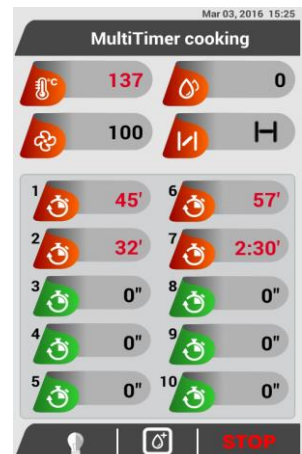 Mar 03, 2016 15:25
MultiTimer cooking
°C 137 0
100
1 45' 6 57'
2 32' 7 2:30'
3 0" 8 0"
4 0" 9 0"
5 0" 10 0"
STOP